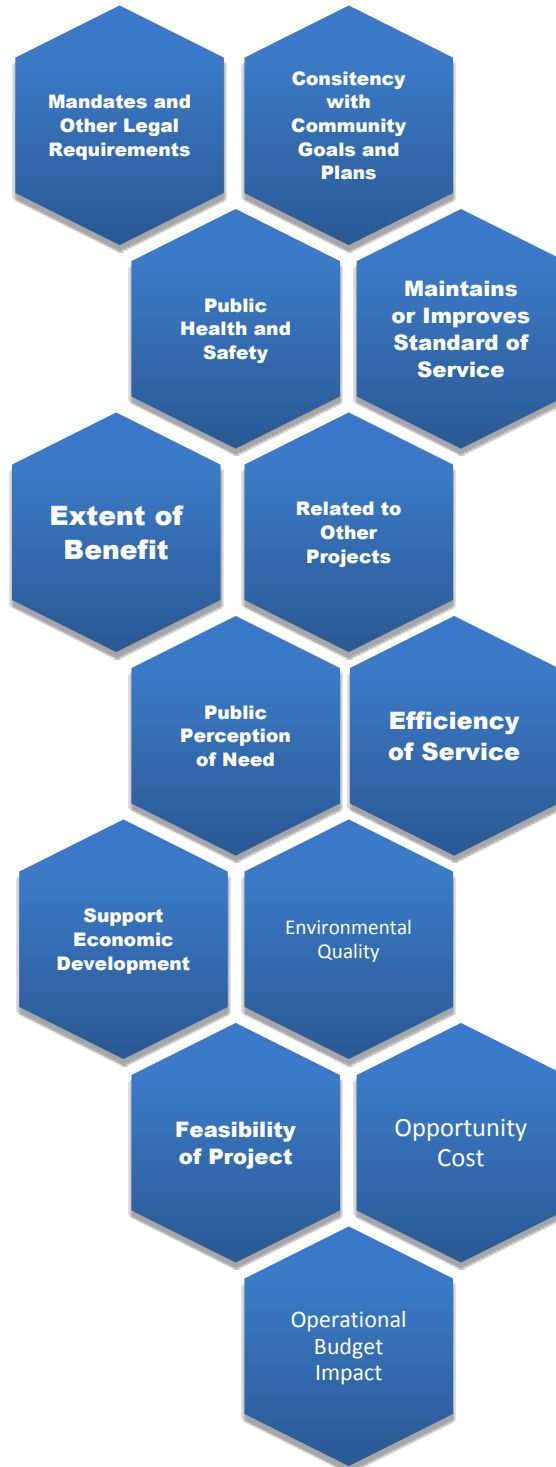 Mandates and
Other Legal
Requirements
Consitency
with
Community
Goals and
Plans
Public
Health and
Safety
Maintains
or Improves
Standard of
Service
Extent of
Benefit
Related to
Other
Projects
Public
Perception
of Need
Efficiency
of Service
Support
Economic
Development
Environmental
Quality
Feasibility
of Project
Opportunity
Cost
Operational
Budget
Impact